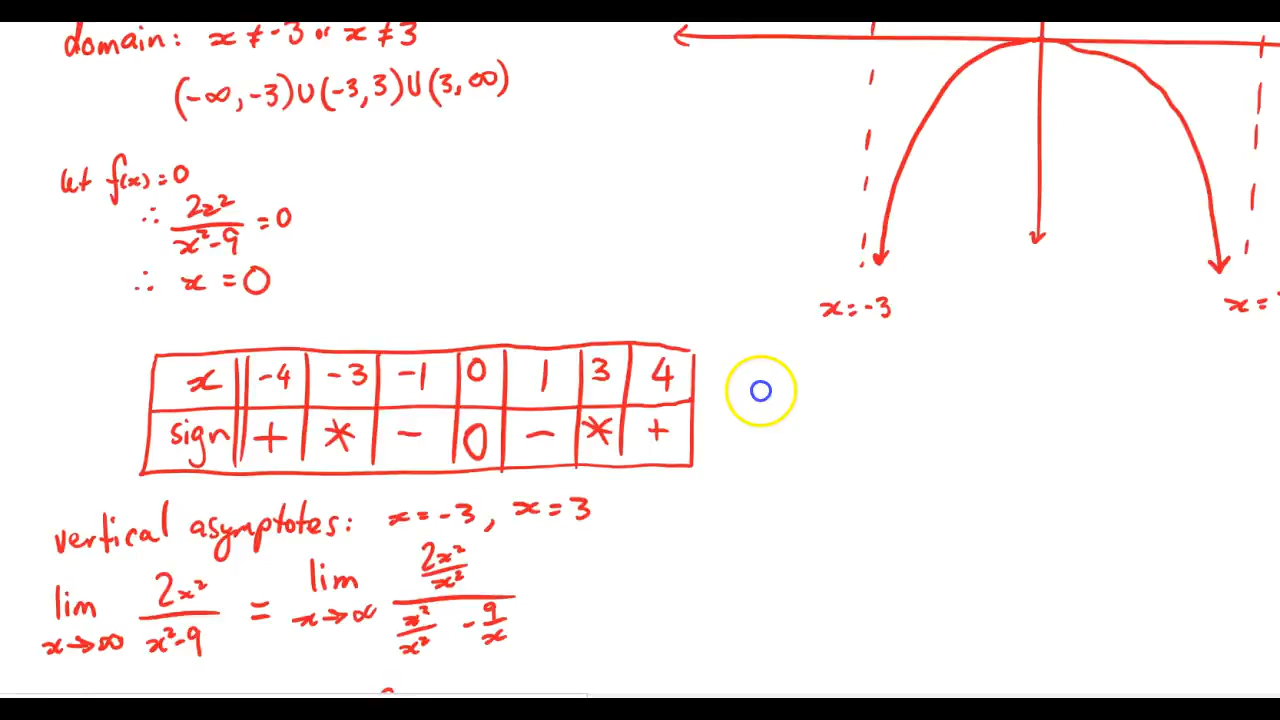 domain: x ≠ -3 or x ≠ 3
(-∞, -3)∪(-3, 3)∪(3, ∞)
let f(x) = 0
∴ 2x²/(x²-9) = 0
∴ x = 0
x = -3
x =
x | -4 | -3 | -1 | 0 | 1 | 3 | 4
sign | + | * | - | 0 | - | * | +
vertical asymptotes: x = -3, x = 3
lim x→∞ 2x²/(x²-9) = lim x→∞ (2x²/x²)/(x²/x² - 9/x)